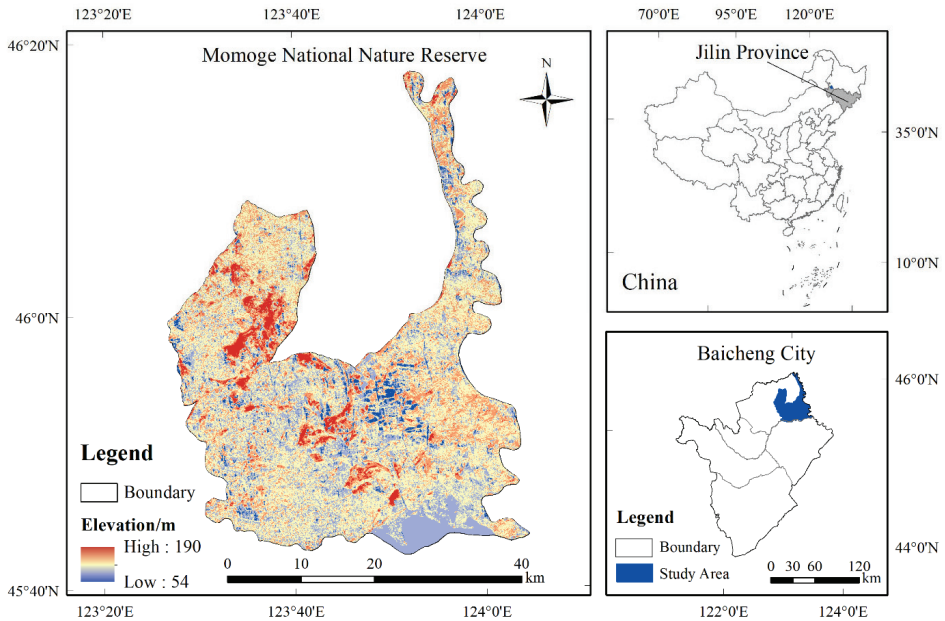 123°20'0"E
123°40'0"E
124°0'E
46°20'N
46°0'N
45°40'N
Momoge National Nature Reserve
N
Legend
Boundary
Elevation/m
High : 190
Low : 54
0 10 20 40
km
123°20'E
123°40'0"E
124°0'E
70°0'E 95°0'E 120°0'E
Jilin Province
35°0'N
10°0'N
China
Baicheng City
46°0'N
44°0'N
Legend
Boundary
Study Area
0 30 60 120
km
122°0'E 124°0'E